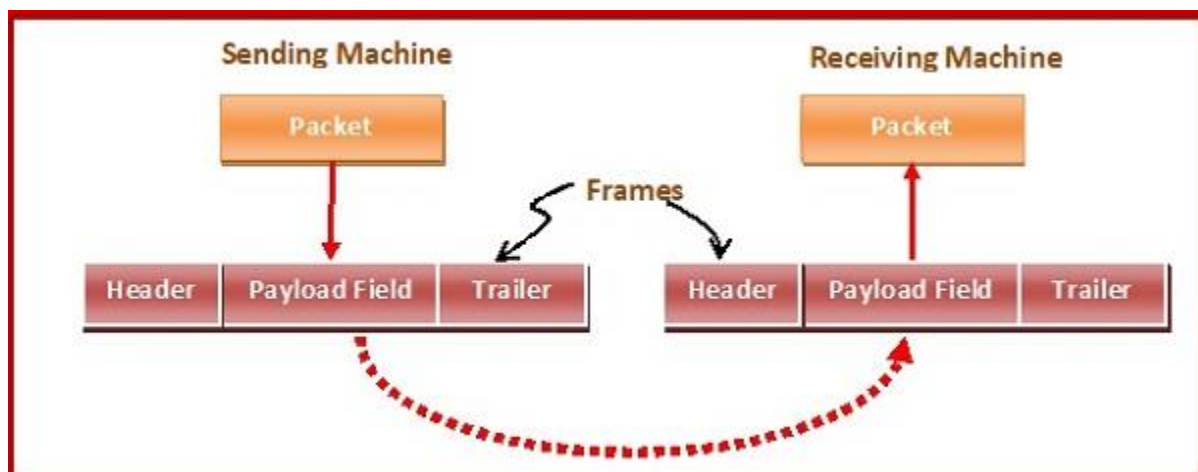 Sending Machine
Receiving Machine
Packet
Packet
Frames
Header Payload Field Trailer
Header Payload Field Trailer